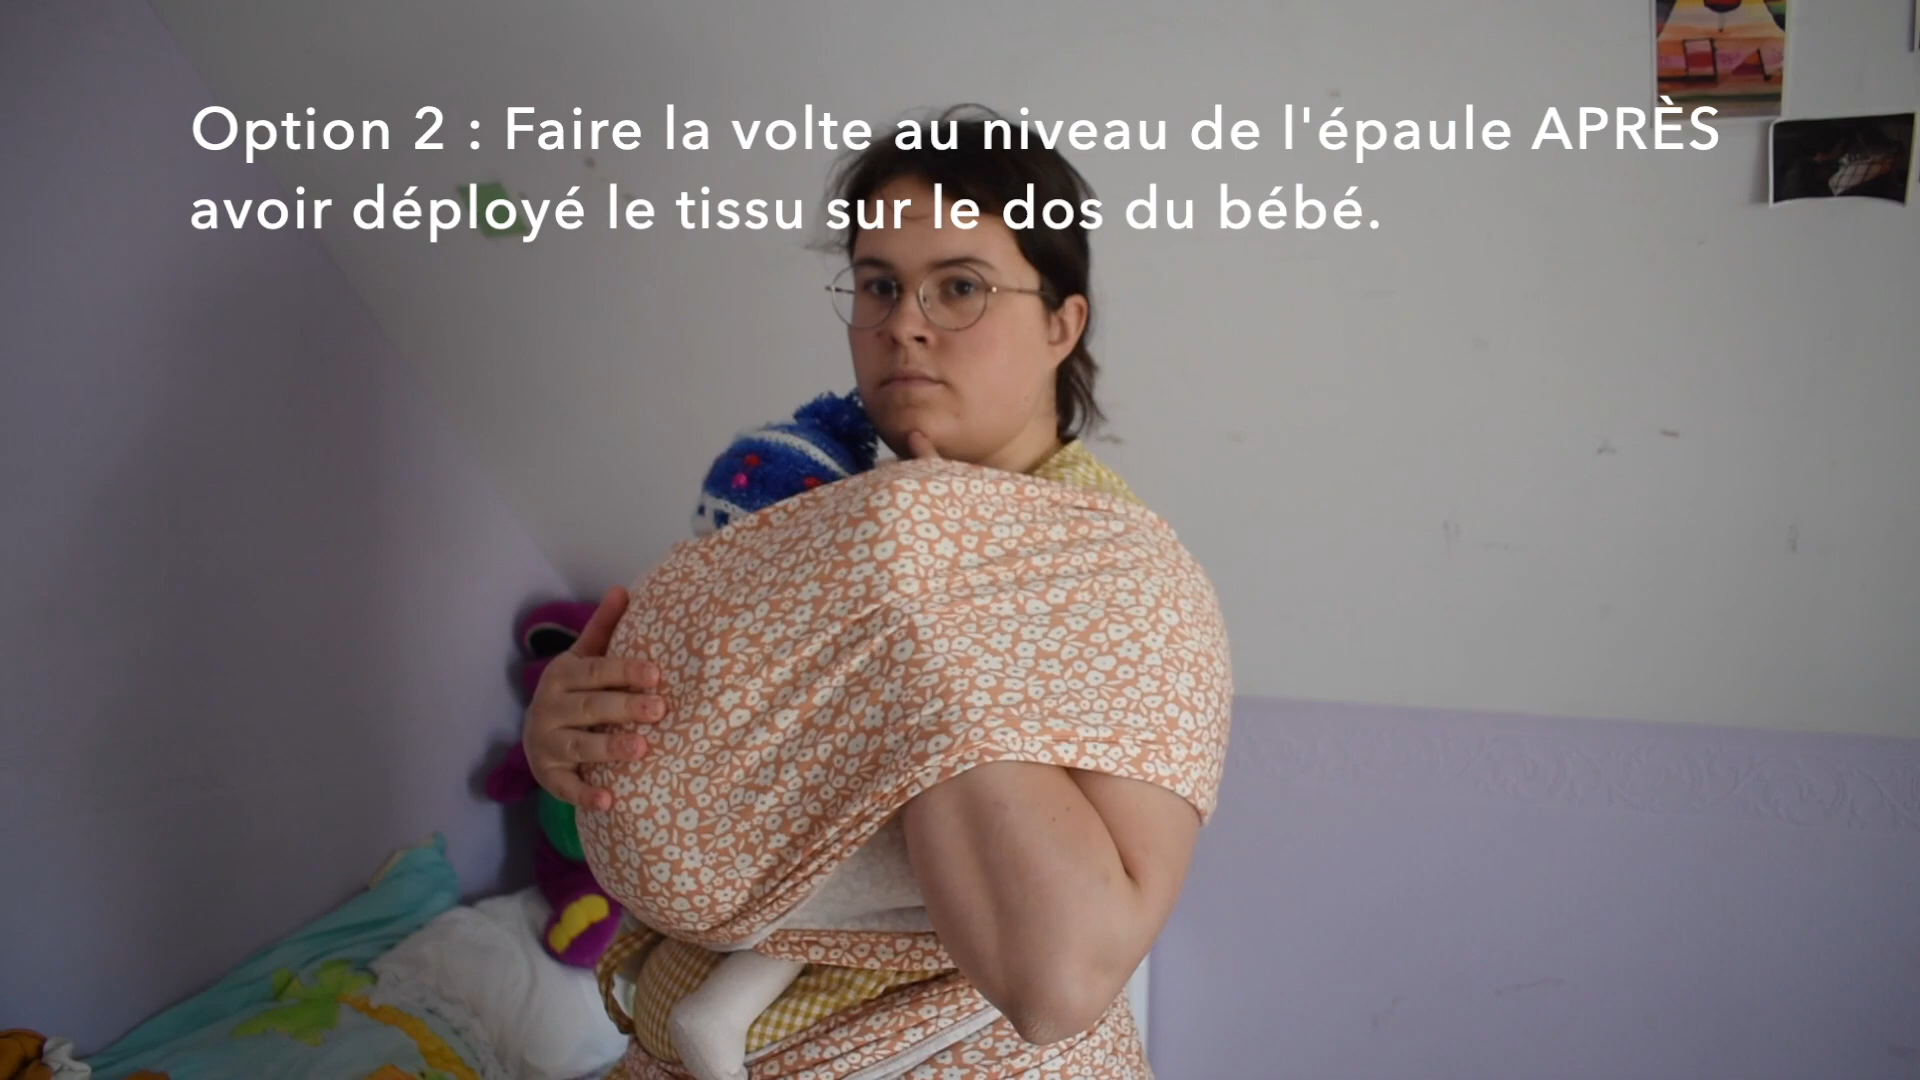 Option 2 : Faire la volte au niveau de l'épaule APRÈS
avoir déployé le tissu sur le dos du bébé.